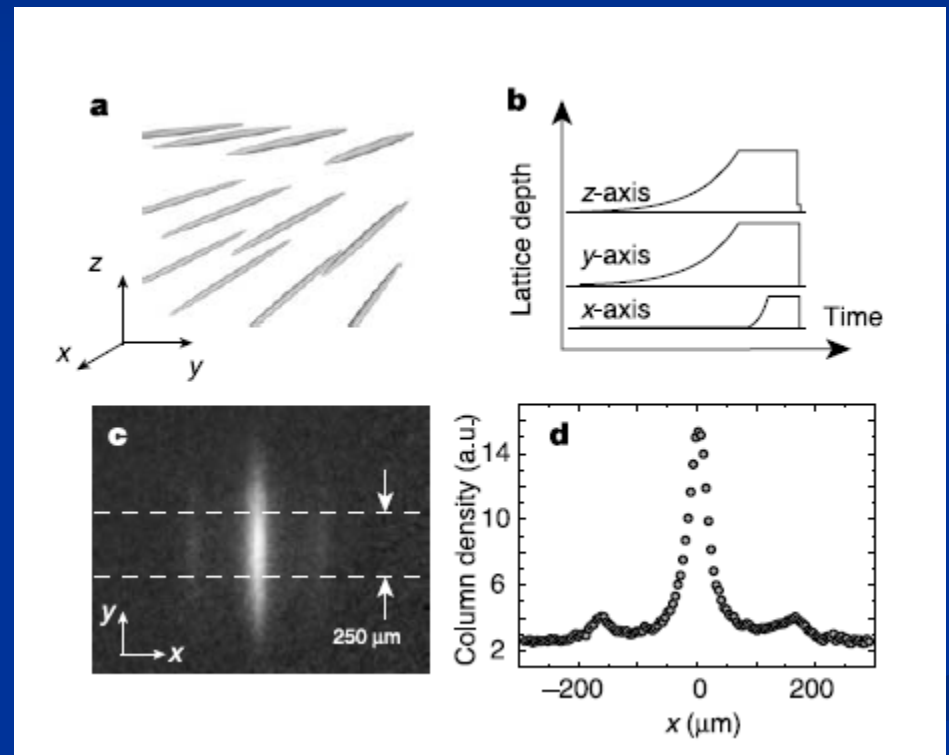 a
z
x
y
b
Lattice depth
z-axis
y-axis
x-axis
Time
c
y
x
250 μm
d
Column density (a.u.)
14
10
6
2
–200
0
200
x (μm)